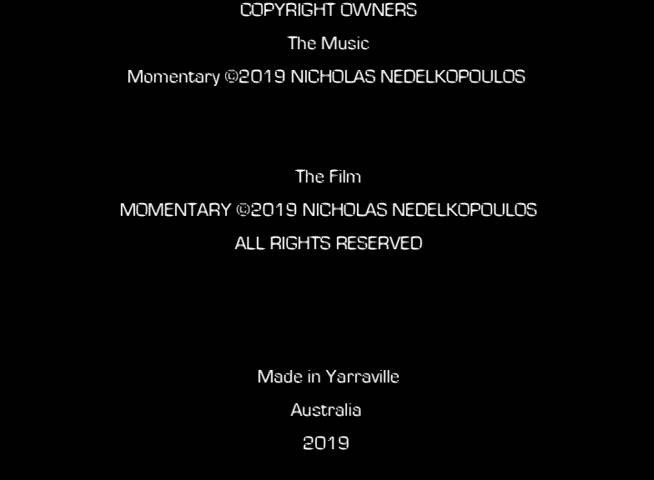 COPYRIGHT OWNERS
The Music
Momentary ©2019 NICHOLAS NEDELKOPOULOS
The Film
MOMENTARY ©2019 NICHOLAS NEDELKOPOULOS
ALL RIGHTS RESERVED
Made in Yarraville
Australia
2019